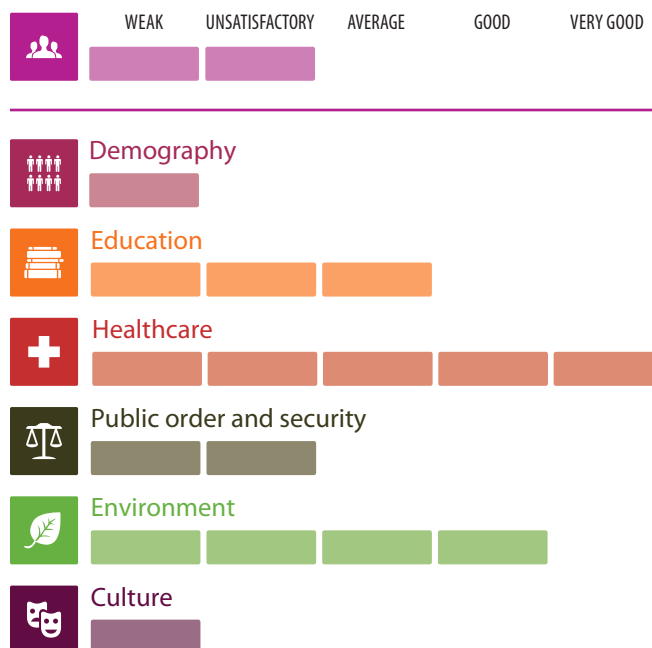 WEAK UNSATISFACTORY AVERAGE GOOD VERY GOOD
Demography
Education
Healthcare
Public order and security
Environment
Culture